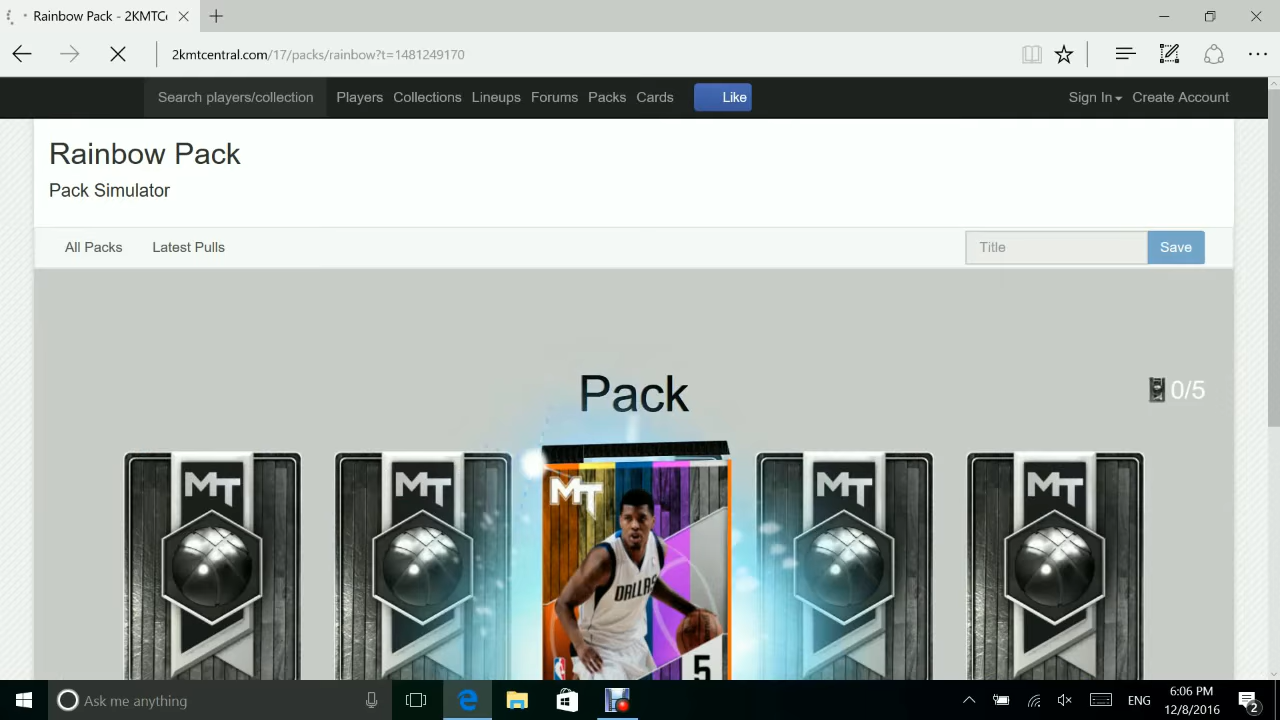 Rainbow Pack - 2KMTC
2kmtcentral.com/17/packs/rainbow?t=1481249170
Search players/collection Players Collections Lineups Forums Packs Cards Like Sign In Create Account
Rainbow Pack
Pack Simulator
All Packs Latest Pulls Title Save
Pack
0/5
MT MT MT MT MT
DALLAS
5
Ask me anything
ENG
6:06 PM
12/8/2016
2